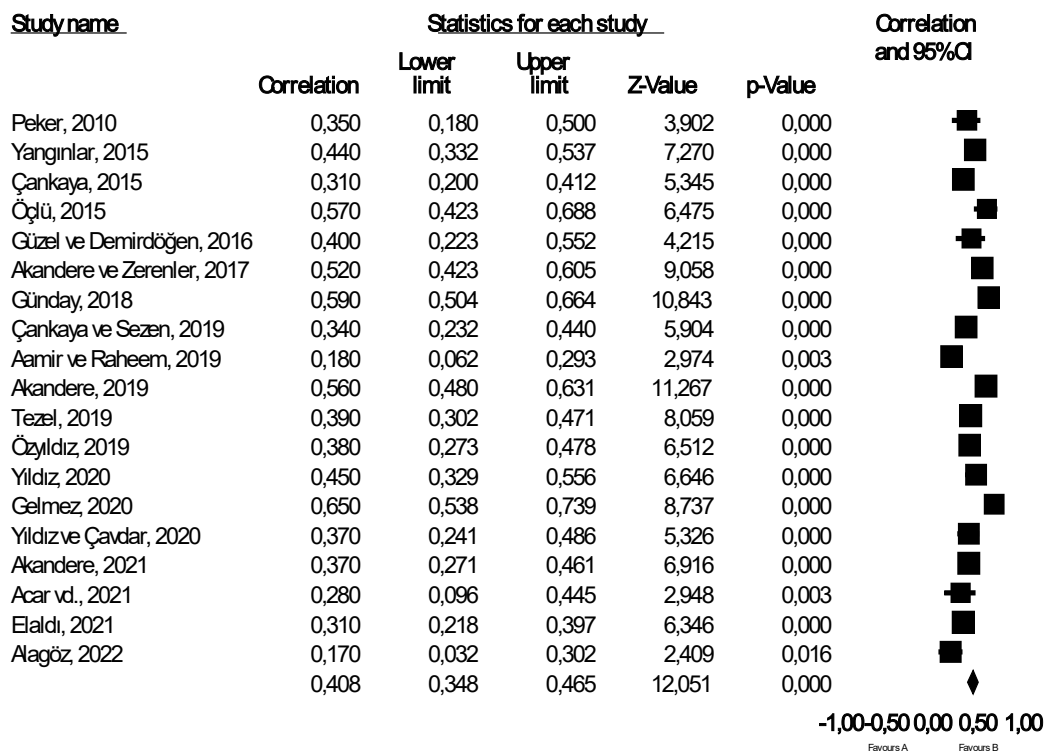 Study name Statistics for each study Correlation and 95%CI
Correlation Lower limit Upper limit Z-Value p-Value
Peker, 2010 0,350 0,180 0,500 3,902 0,000
Yangınlar, 2015 0,440 0,332 0,537 7,270 0,000
Çankaya, 2015 0,310 0,200 0,412 5,345 0,000
Öçlü, 2015 0,570 0,423 0,688 6,475 0,000
Güzel ve Demirdöğen, 2016 0,400 0,223 0,552 4,215 0,000
Akandere ve Zerenler, 2017 0,520 0,423 0,605 9,058 0,000
Günday, 2018 0,590 0,504 0,664 10,843 0,000
Çankaya ve Sezen, 2019 0,340 0,232 0,440 5,904 0,000
Aamir ve Raheem, 2019 0,180 0,062 0,293 2,974 0,003
Akandere, 2019 0,560 0,480 0,631 11,267 0,000
Tezel, 2019 0,390 0,302 0,471 8,059 0,000
Özyıldız, 2019 0,380 0,273 0,478 6,512 0,000
Yildız, 2020 0,450 0,329 0,556 6,646 0,000
Gelmez, 2020 0,650 0,538 0,739 8,737 0,000
Yildız ve Çavdar, 2020 0,370 0,241 0,486 5,326 0,000
Akandere, 2021 0,370 0,271 0,461 6,916 0,000
Acar vd., 2021 0,280 0,096 0,445 2,948 0,003
Elaldı, 2021 0,310 0,218 0,397 6,346 0,000
Alagöz, 2022 0,170 0,032 0,302 2,409 0,016
0,408 0,348 0,465 12,051 0,000
-1,00 -0,50 0,00 0,50 1,00
Favours A Favours B